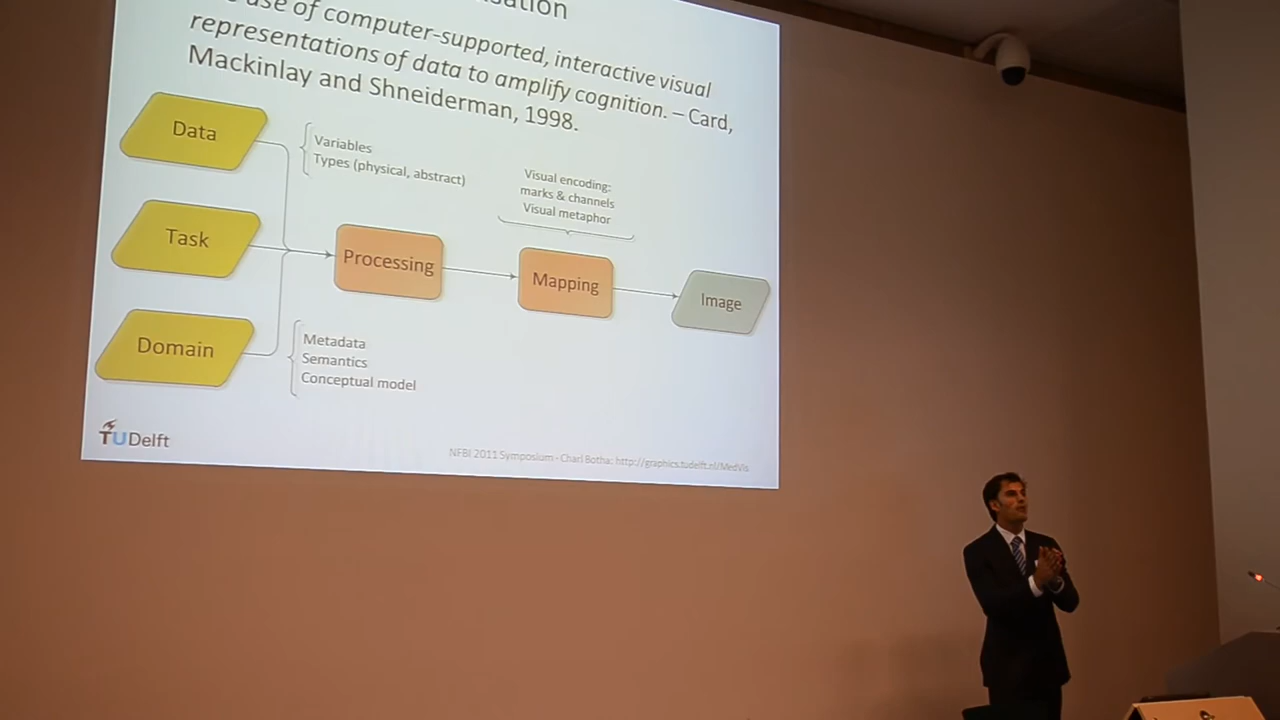 use of computer-supported, interactive visual
representations of data to amplify cognition. – Card,
Mackinlay and Shneiderman, 1998.
Data
Variables
Types (physical, abstract)
Visual encoding:
marks & channels
Visual metaphor
Task
Processing
Mapping
Image
Domain
Metadata
Semantics
Conceptual model
TUDelft
NFBI 2011 Symposium - Charl Botha: http://graphics.tudelft.nl/MedVis